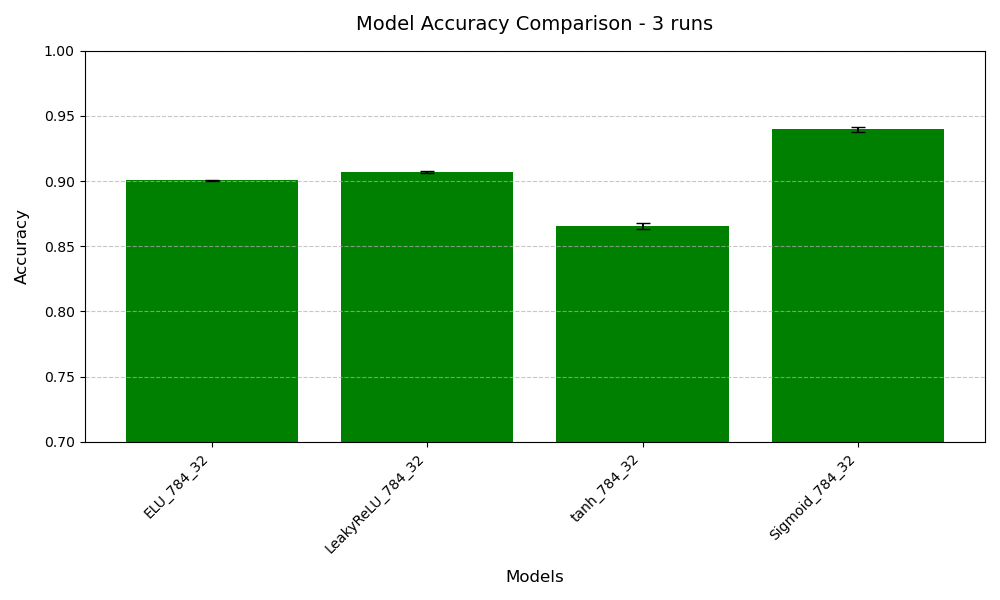 Model Accuracy Comparison - 3 runs
1.00
0.95
0.90
0.85
0.80
0.75
0.70
Accuracy
ELU_784_32
LeakyReLU_784_32
tanh_784_32
Sigmoid_784_32
Models